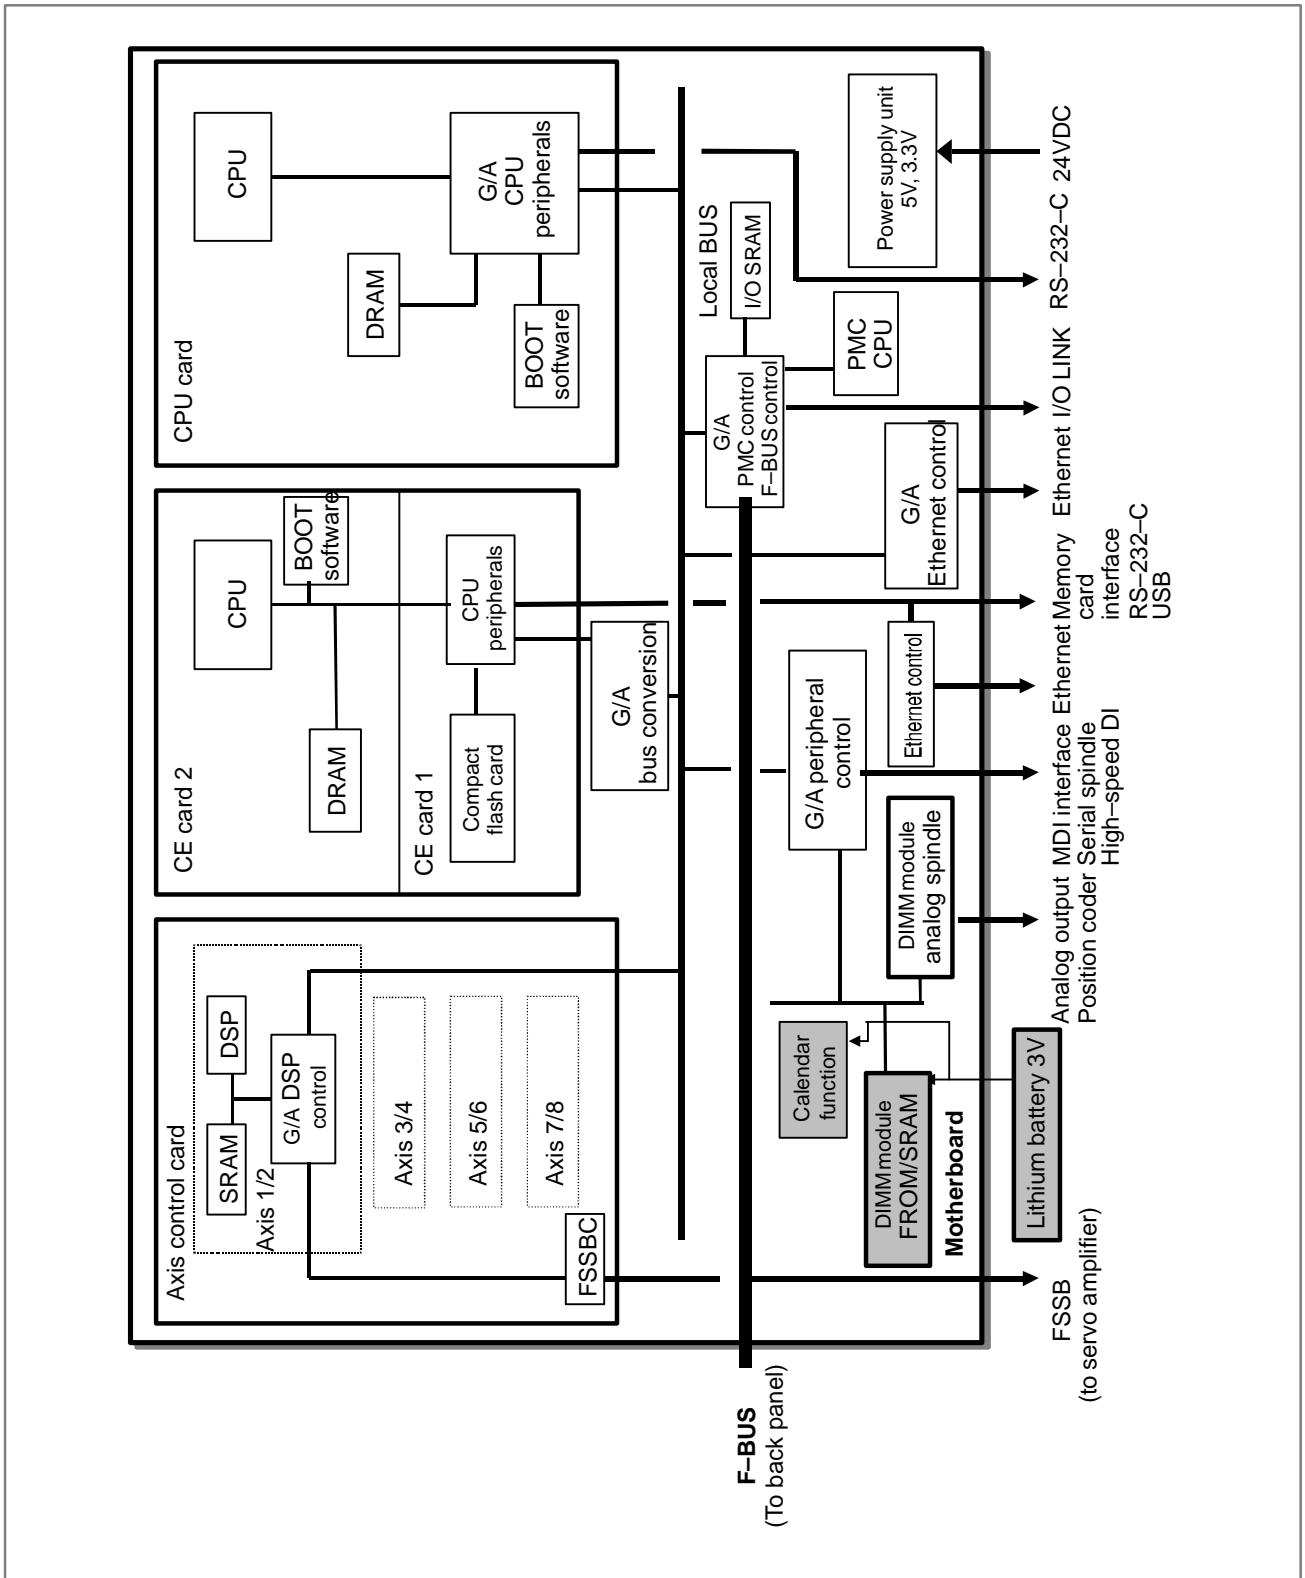 Axis control card
SRAM
DSP
Axis 1/2
G/A DSP
control
Axis 3/4
Axis 5/6
Axis 7/8
FSSBC
CE card 2
CPU
BOOT
software
DRAM
CE card 1
Compact
flash card
CPU
peripherals
CPU card
CPU
DRAM
G/A
CPU
peripherals
BOOT
software
G/A
bus conversion
Local BUS
G/A
PMC control
F–BUS control
I/O SRAM
PMC
CPU
Power supply unit
5V, 3.3V
G/A
Ethernet control
Ethernet control
G/A peripheral
control
DIMM module
analog spindle
Calendar
function
DIMM module
FROM/SRAM
Motherboard
Lithium battery 3V
F–BUS
(To back panel)
FSSB
(to servo amplifier)
Analog output
Position coder
MDI interface
Serial spindle
High–speed DI
Ethernet
Memory
card
interface
RS–232–C
USB
Ethernet
I/O LINK
RS–232–C
24VDC